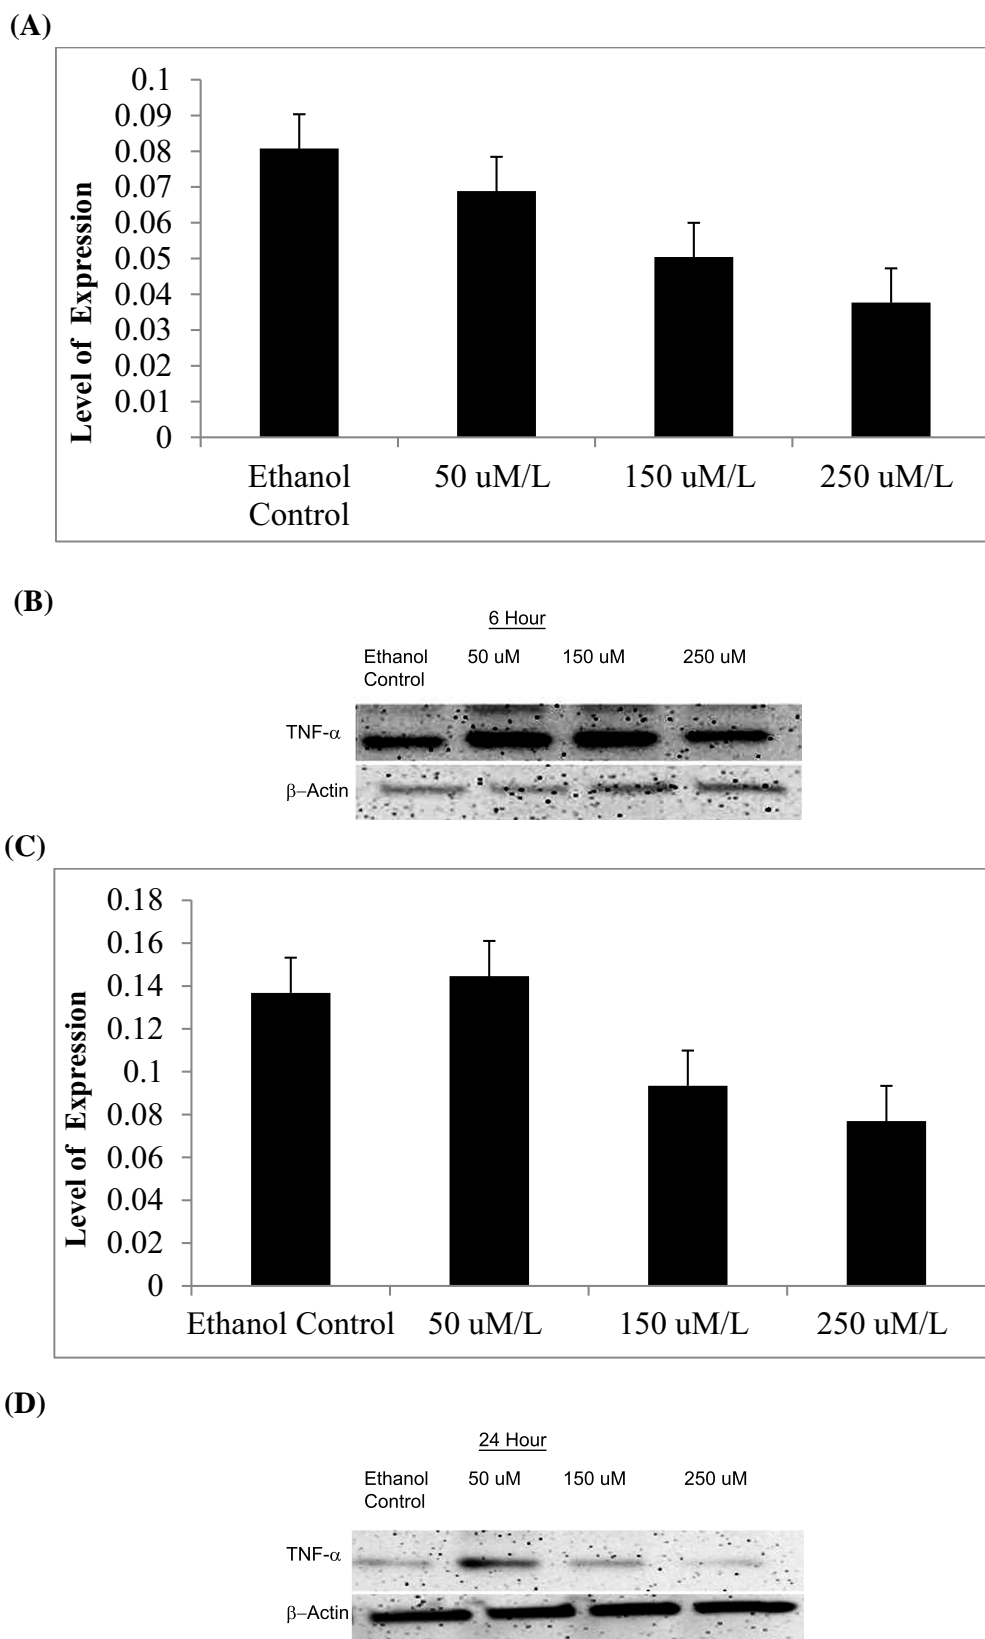 (A)
0.1
0.09
0.08
0.07
0.06
0.05
0.04
0.03
0.02
0.01
0
Level of Expression
Ethanol Control
50 uM/L
150 uM/L
250 uM/L
(B)
6 Hour
Ethanol Control
50 uM
150 uM
250 uM
TNF-α
β–Actin
(C)
0.18
0.16
0.14
0.12
0.1
0.08
0.06
0.04
0.02
0
Level of Expression
Ethanol Control
50 uM/L
150 uM/L
250 uM/L
(D)
24 Hour
Ethanol Control
50 uM
150 uM
250 uM
TNF-α
β–Actin